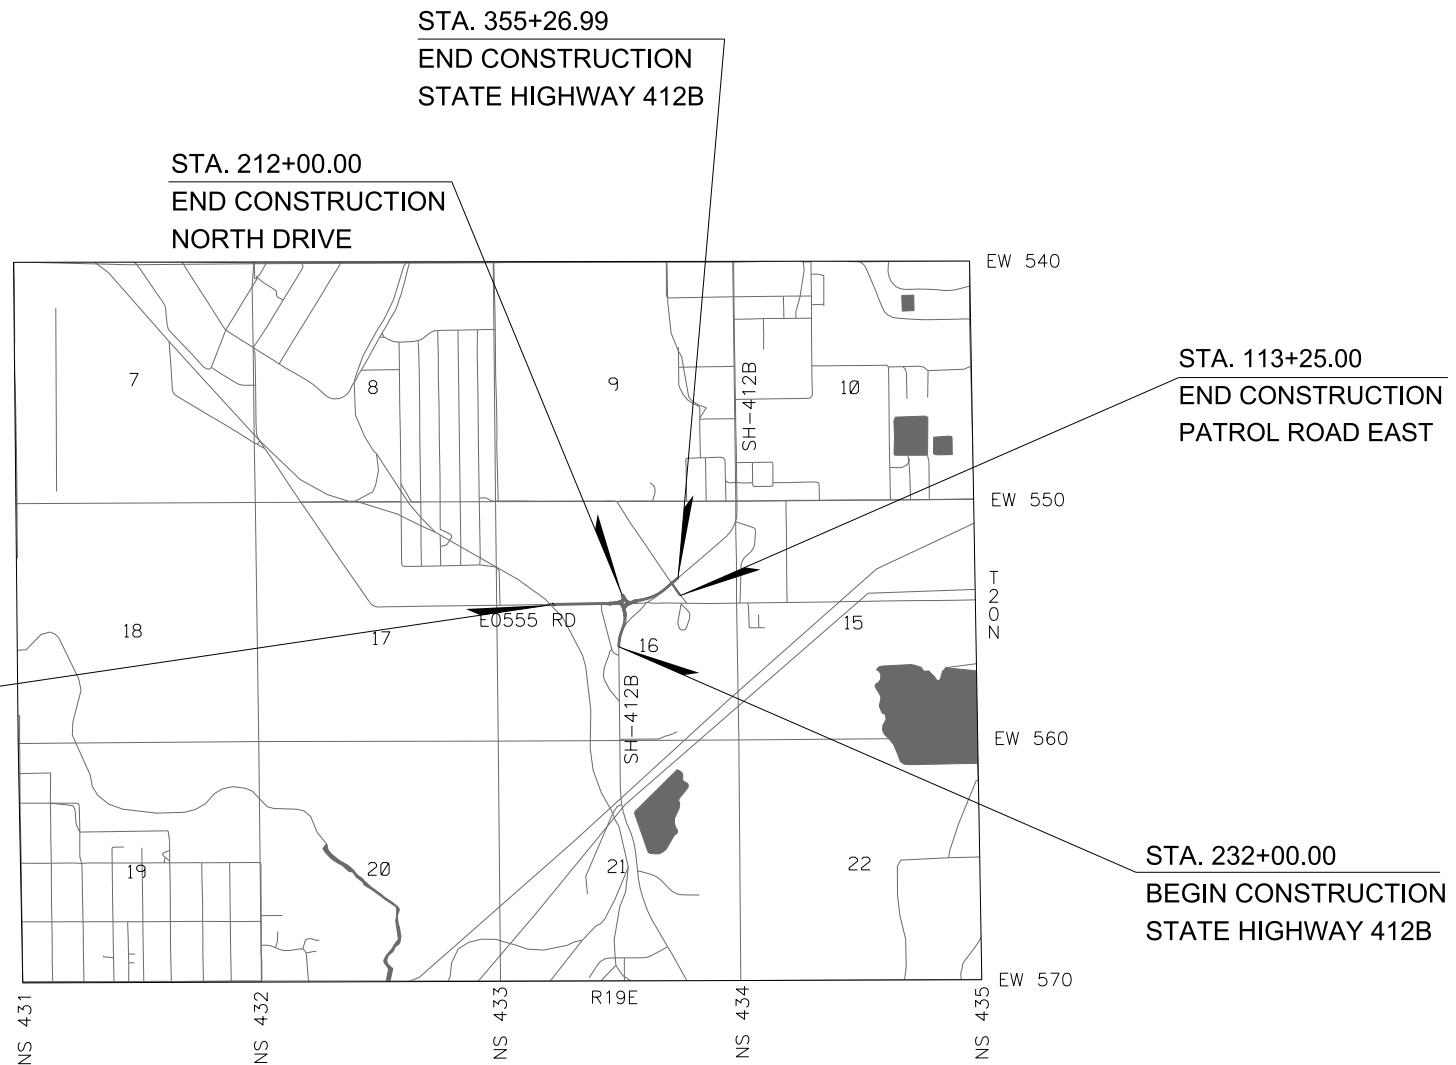 STA. 355+26.99
END CONSTRUCTION
STATE HIGHWAY 412B
STA. 212+00.00
END CONSTRUCTION
NORTH DRIVE
EW 540
STA. 113+25.00
END CONSTRUCTION
PATROL ROAD EAST
7
8
9
10
SH-412B
EW 550
T20N
E0555 RD
18
17
16
15
SH-412B
EW 560
STA. 232+00.00
BEGIN CONSTRUCTION
STATE HIGHWAY 412B
19
20
21
22
EW 570
R19E
NS 431
NS 432
NS 433
NS 434
NS 435